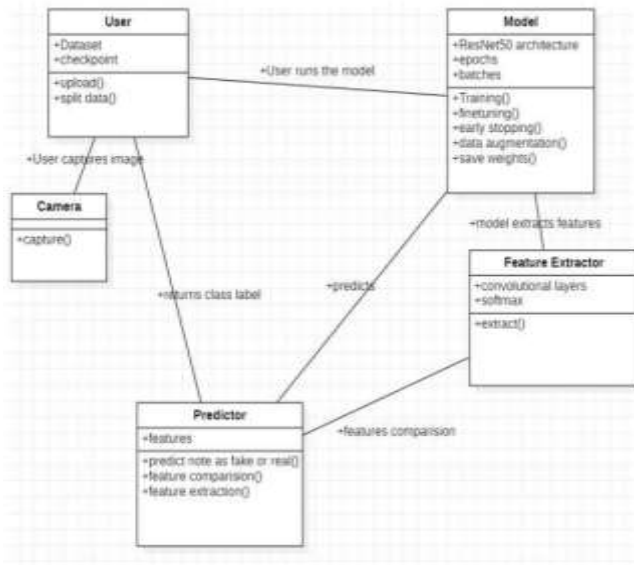 User
+Dataset
+checkpoint
+upload()
+split data()
Model
+ResNet50 architecture
+epochs
+batches
+Training()
+finetuning()
+early stopping()
+data augmentation()
+save weights()
+User runs the model
+User captures image
Camera
+capture()
+model extracts features
Feature Extractor
+convolutional layers
+softmax
+extract()
+returns class label
+predicts
+features comparision
Predictor
+features
+predict note as fake or real()
+feature comparision()
+feature extraction()